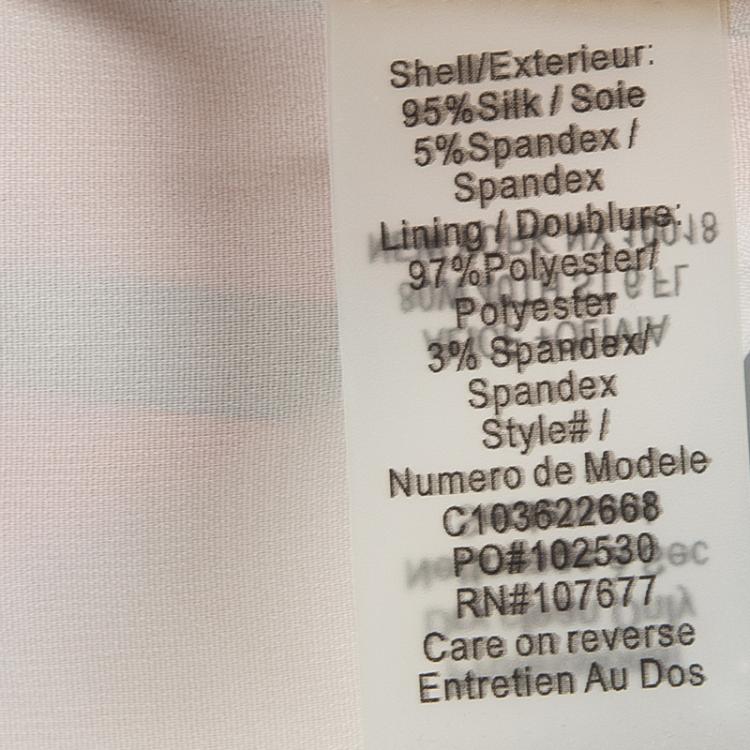 Shell/Exterieur:
95%Silk / Soie
5%Spandex /
Spandex
Lining / Doublure:
97%Polyester/
Polyester
3% Spandex/
Spandex
Style# /
Numero de Modele
C103622668
PO#102530
RN#107677
Care on reverse
Entretien Au Dos